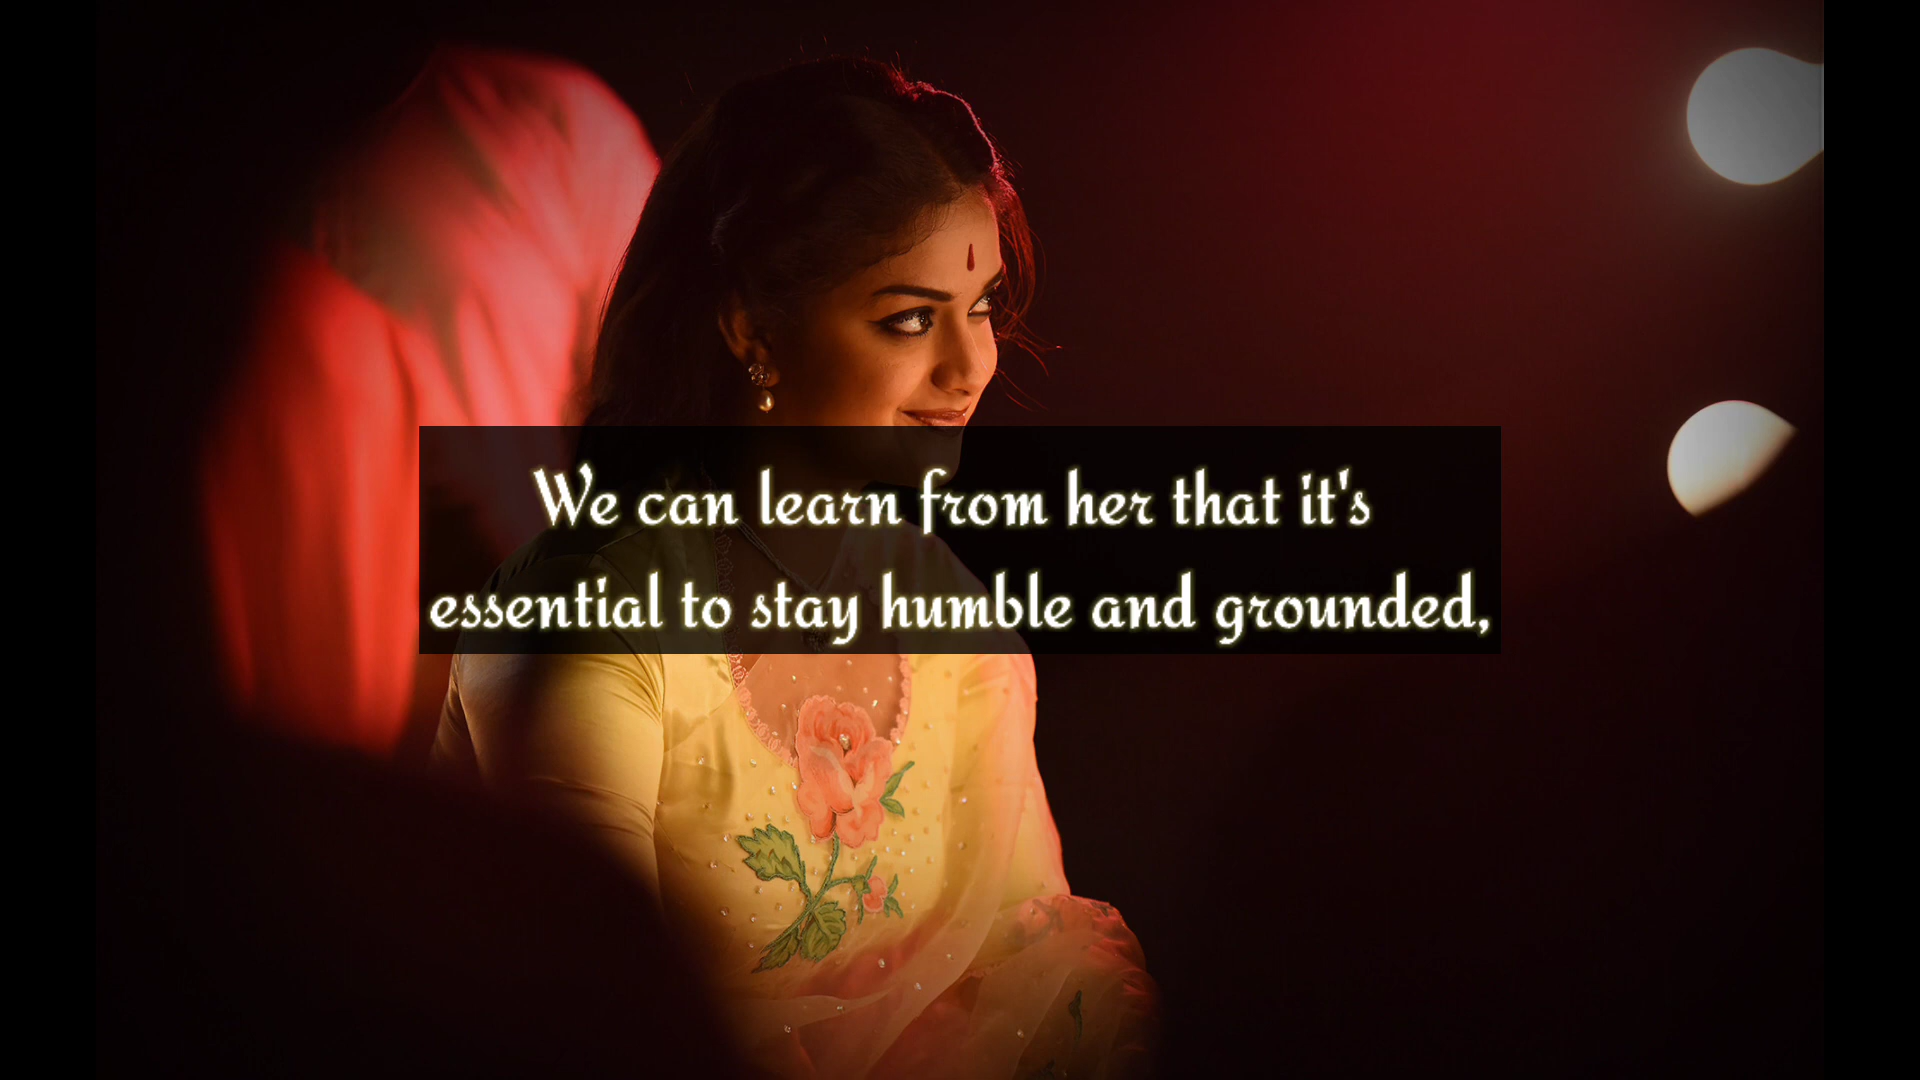 We can learn from her that it's
essential to stay humble and grounded,